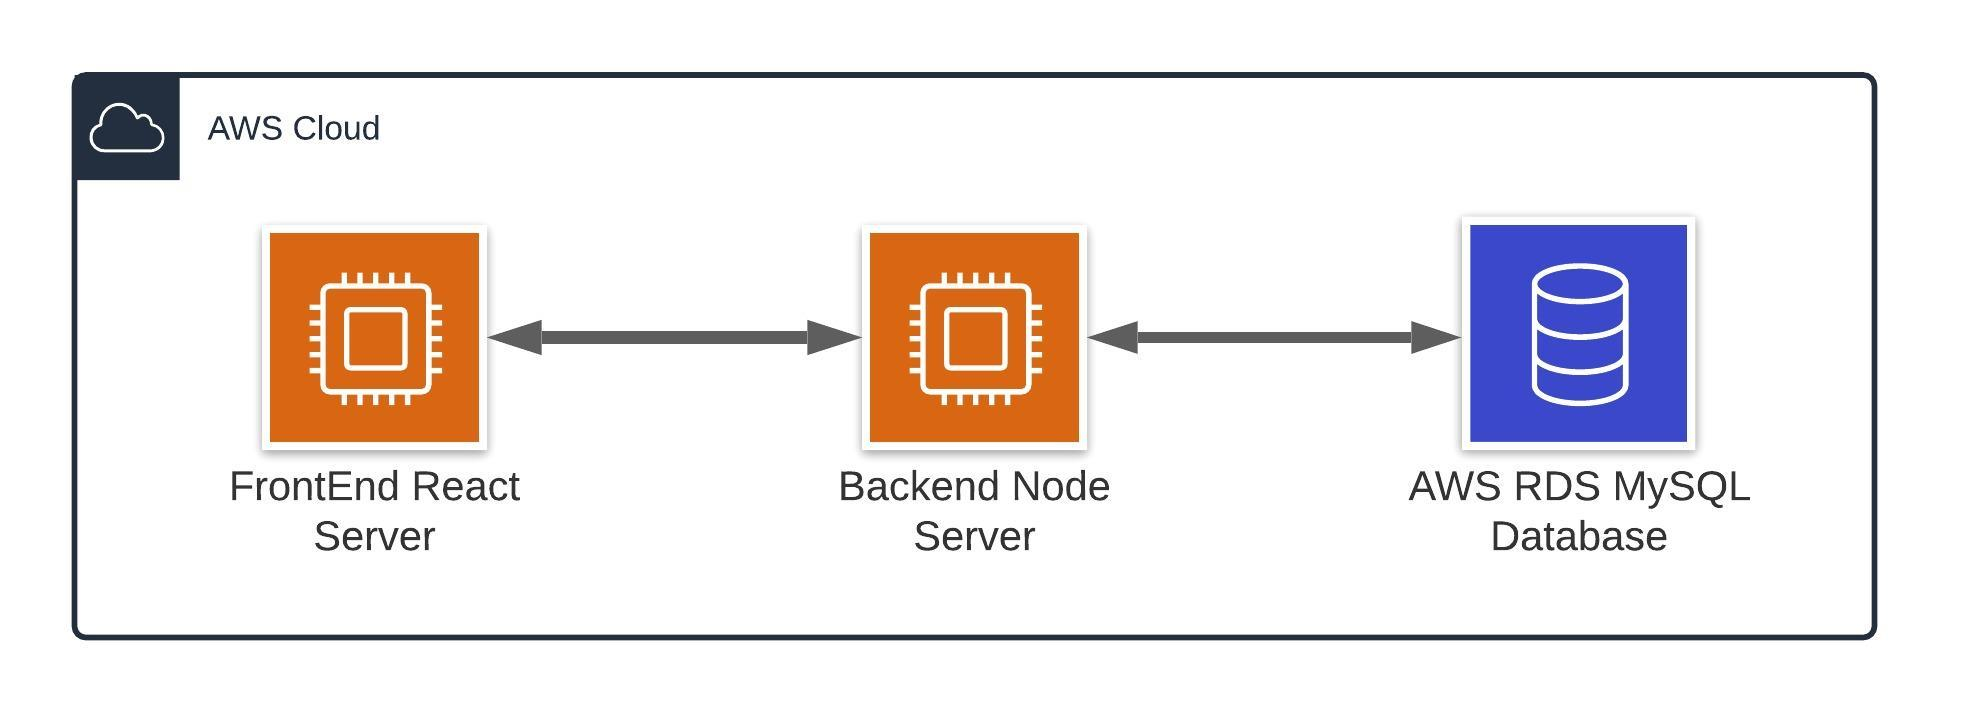 AWS Cloud
FrontEnd React
Server
Backend Node
Server
AWS RDS MySQL
Database